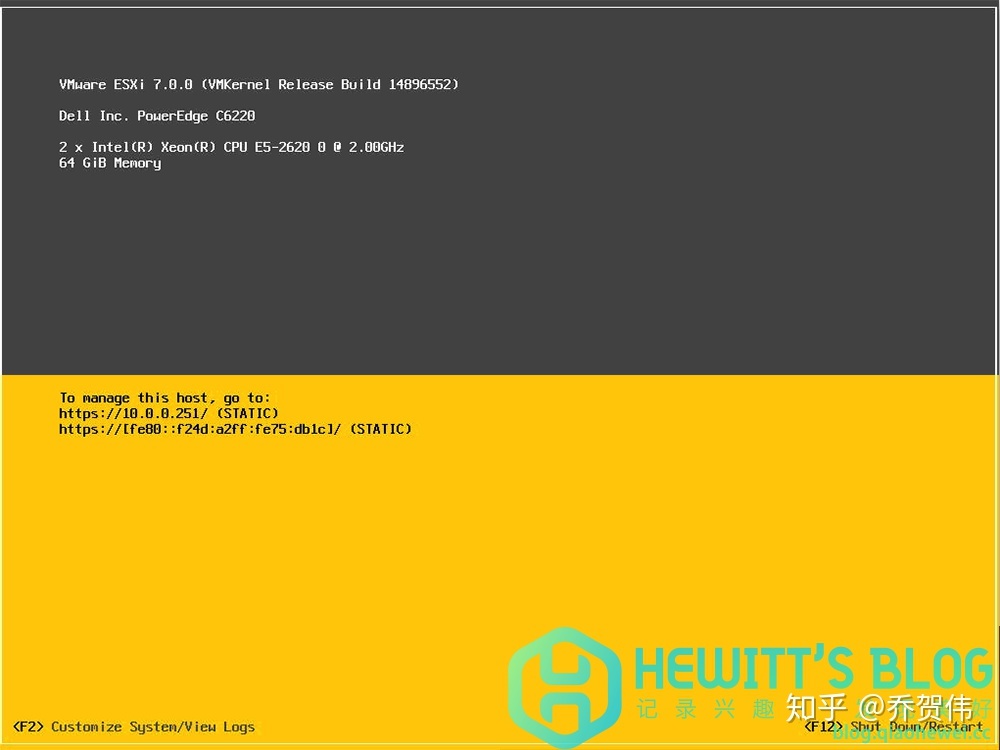 VMware ESXi 7.0.0 (VMKernel Release Build 14896552)
Dell Inc. PowerEdge C6220
2 x Intel(R) Xeon(R) CPU E5-2620 0 @ 2.00GHz
64 GiB Memory
To manage this host, go to:
https://10.0.0.251/ (STATIC)
https://[fe80::f24d:a2ff:fe75:db1c]/ (STATIC)
HEWITT'S BLOG
记录兴趣
好
知乎 @乔贺伟
<F2> Customize System/View Logs
<F12> Shut Down/Restart
blog.qiaohewei.cc